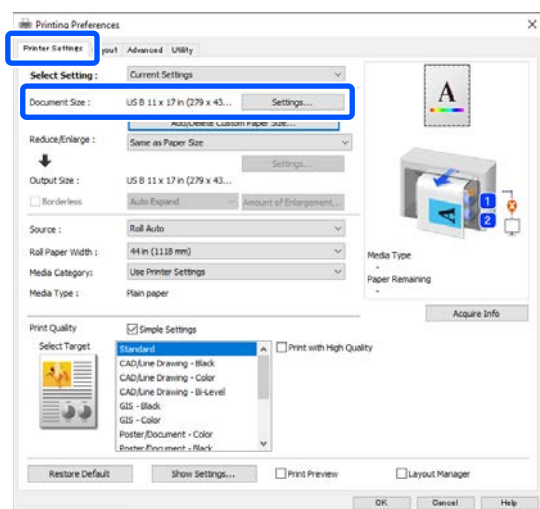 Printing Preferences
Printer Settings yout Advanced Utility
Select Setting : Current Settings
Document Size : US B 11 x 17 in (279 x 43... Settings...
Add/Delete Custom Paper Size...
Reduce/Enlarge : Same as Paper Size
Settings...
Output Size : US B 11 x 17 in (279 x 43...
Borderless Auto Expand Amount of Enlargement...
Source : Roll Auto
Roll Paper Width : 44 in (1118 mm)
Media Category: Use Printer Settings
Media Type : Plain paper
A
A
1
2
Media Type
-
Paper Remaining
-
Acquire Info
Print Quality Simple Settings
Select Target
Standard
CAD/Line Drawing - Black
CAD/Line Drawing - Color
CAD/Line Drawing - Bi-Level
GIS - Black
GIS - Color
Poster/Document - Color
Poster/Document - Black
Print with High Quality
Restore Default Show Settings... Print Preview Layout Manager
OK Cancel Help